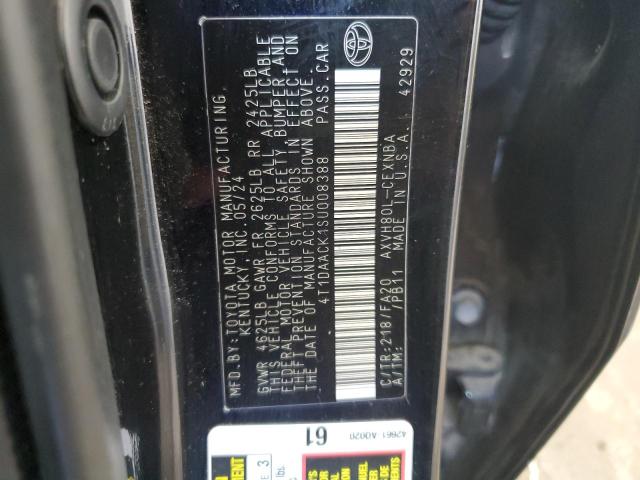 MFD.BY:TOYOTA MOTOR MANUFACTURING,
KENTUCKY, INC. 05/24
GVWR 4625LB GAWR FR 2625LB RR 2425LB
THIS VEHICLE CONFORMS TO ALL APPLICABLE
FEDERAL MOTOR VEHICLE SAFETY BUMPER AND
THEFT PREVENTION STANDARDS IN EFFECT ON
THE DATE OF MANUFACTURE SHOWN ABOVE.
4T1DAACK1SU008388 PASS.CAR
C/TR:218/FA20 AXVH80L-CEXNBA
A/TM: /PB11 MADE IN U.S.A. 42929
61
42661-A0020